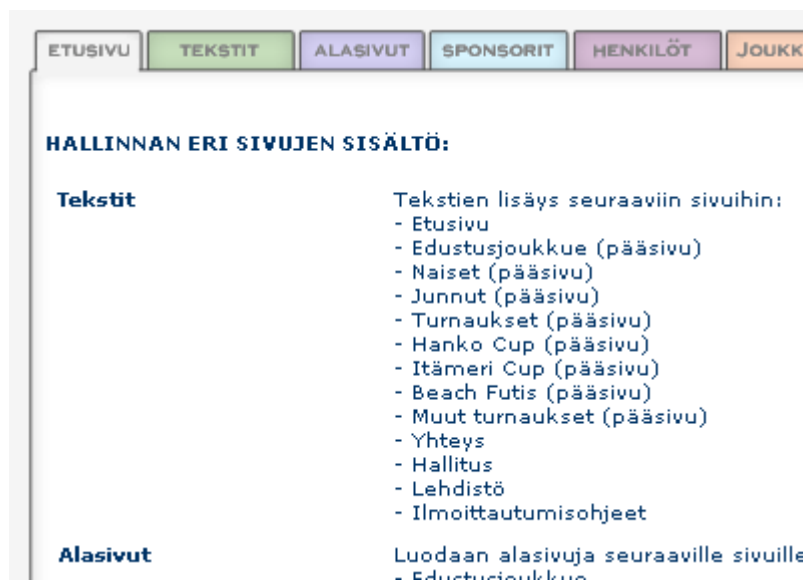 ETUSIVU TEKSTIT ALASIVUT SPONSORIT HENKILÖT
HALLINNAN ERI SIVUJEN SISÄLTÖ:
Tekstit Tekstien lisäys seuraaviin sivuihin:
- Etusivu
- Edustusjoukkue (pääsivu)
- Naiset (pääsivu)
- Junnut (pääsivu)
- Turnaukset (pääsivu)
- Hanko Cup (pääsivu)
- Itämeri Cup (pääsivu)
- Beach Futis (pääsivu)
- Muut turnaukset (pääsivu)
- Yhteys
- Hallitus
- Lehdistö
- Ilmoittautumisohjeet
Alasivut Luodaan alasivuja seuraaville sivuille